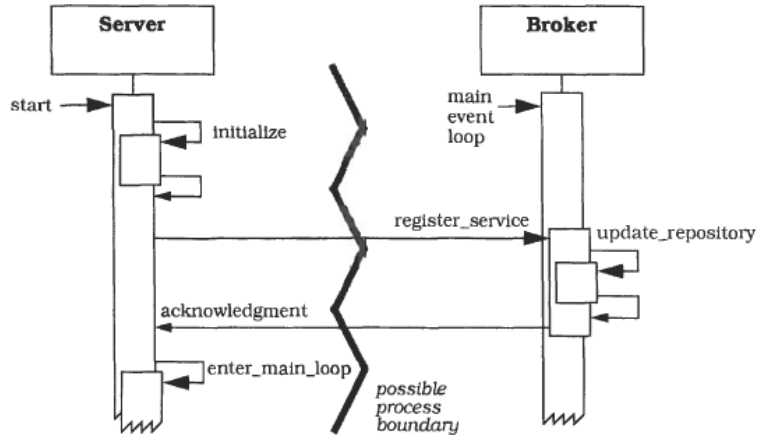 Server
Broker
start
main
event
loop
initialize
register_service
update_repository
acknowledgment
enter_main_loop
possible
process
boundary